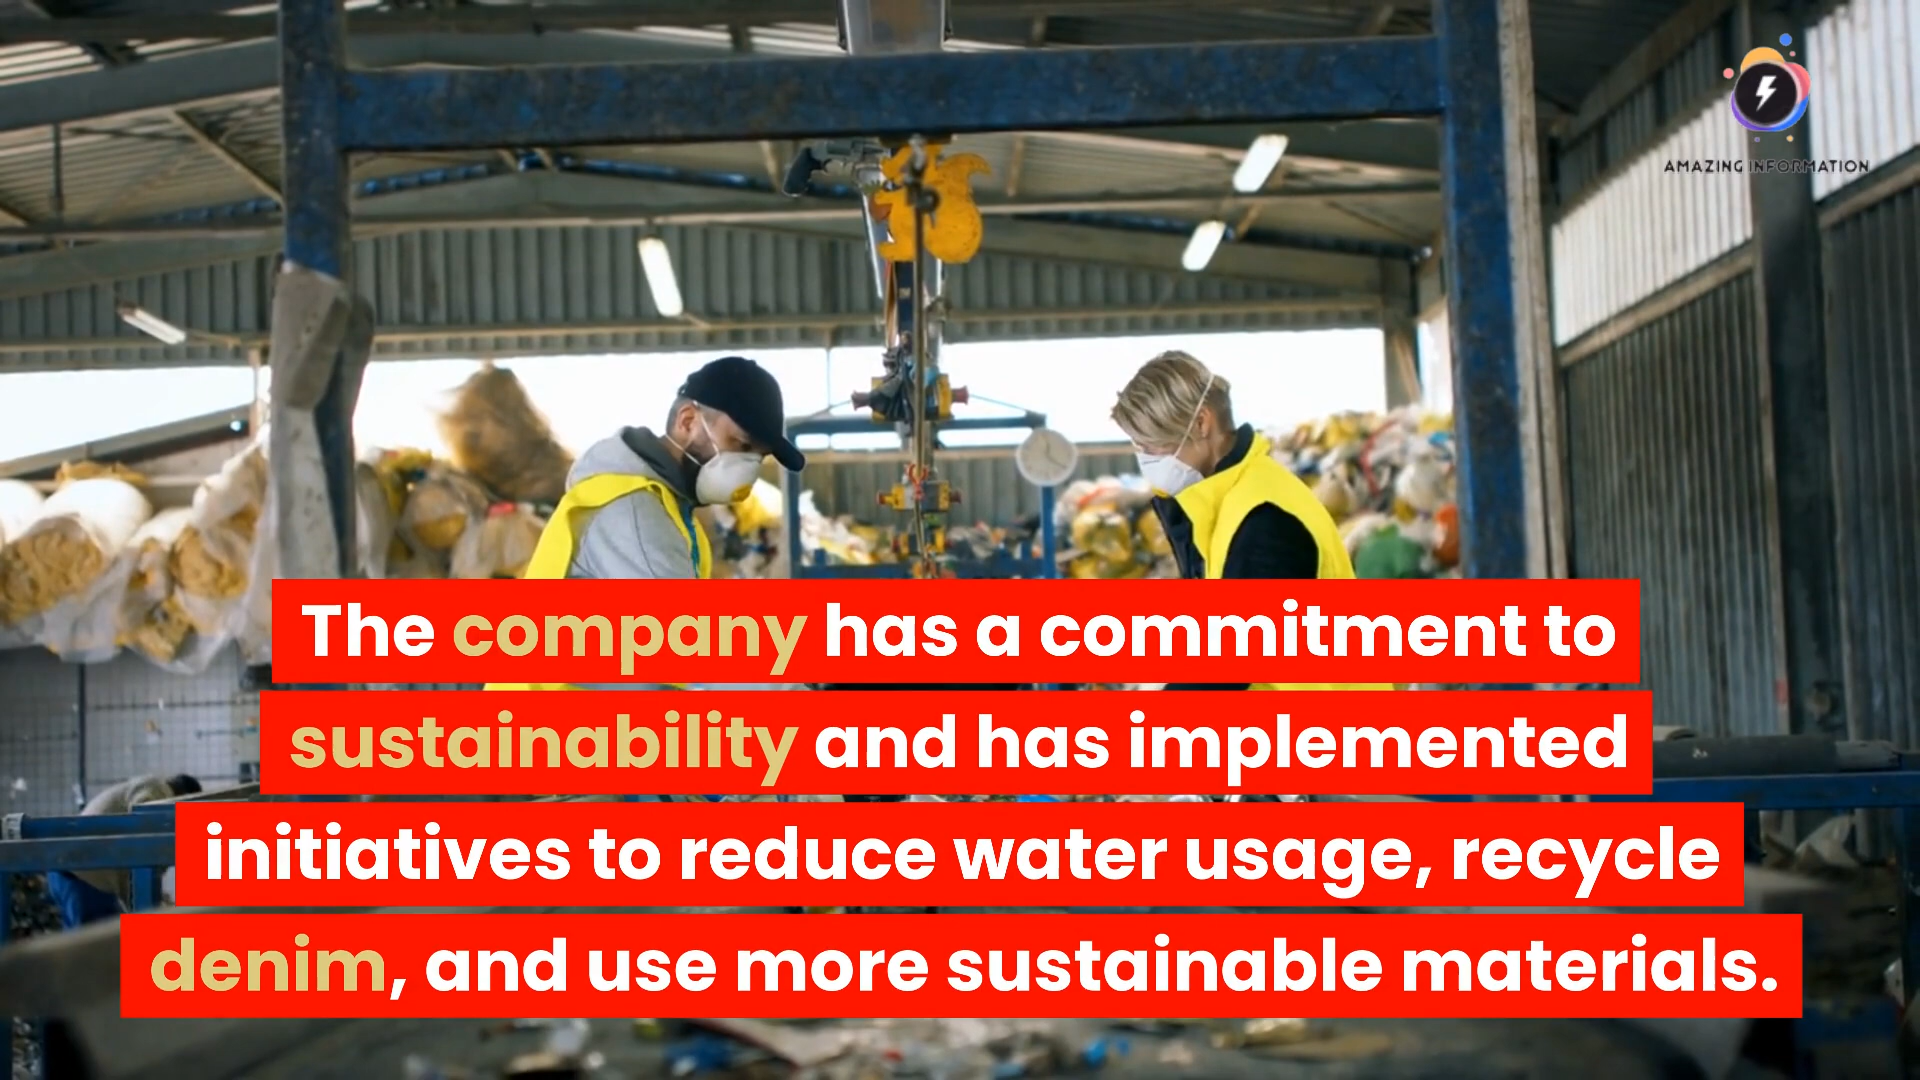 AMAZING INFORMATION
The company has a commitment to
sustainability and has implemented
initiatives to reduce water usage, recycle
denim, and use more sustainable materials.